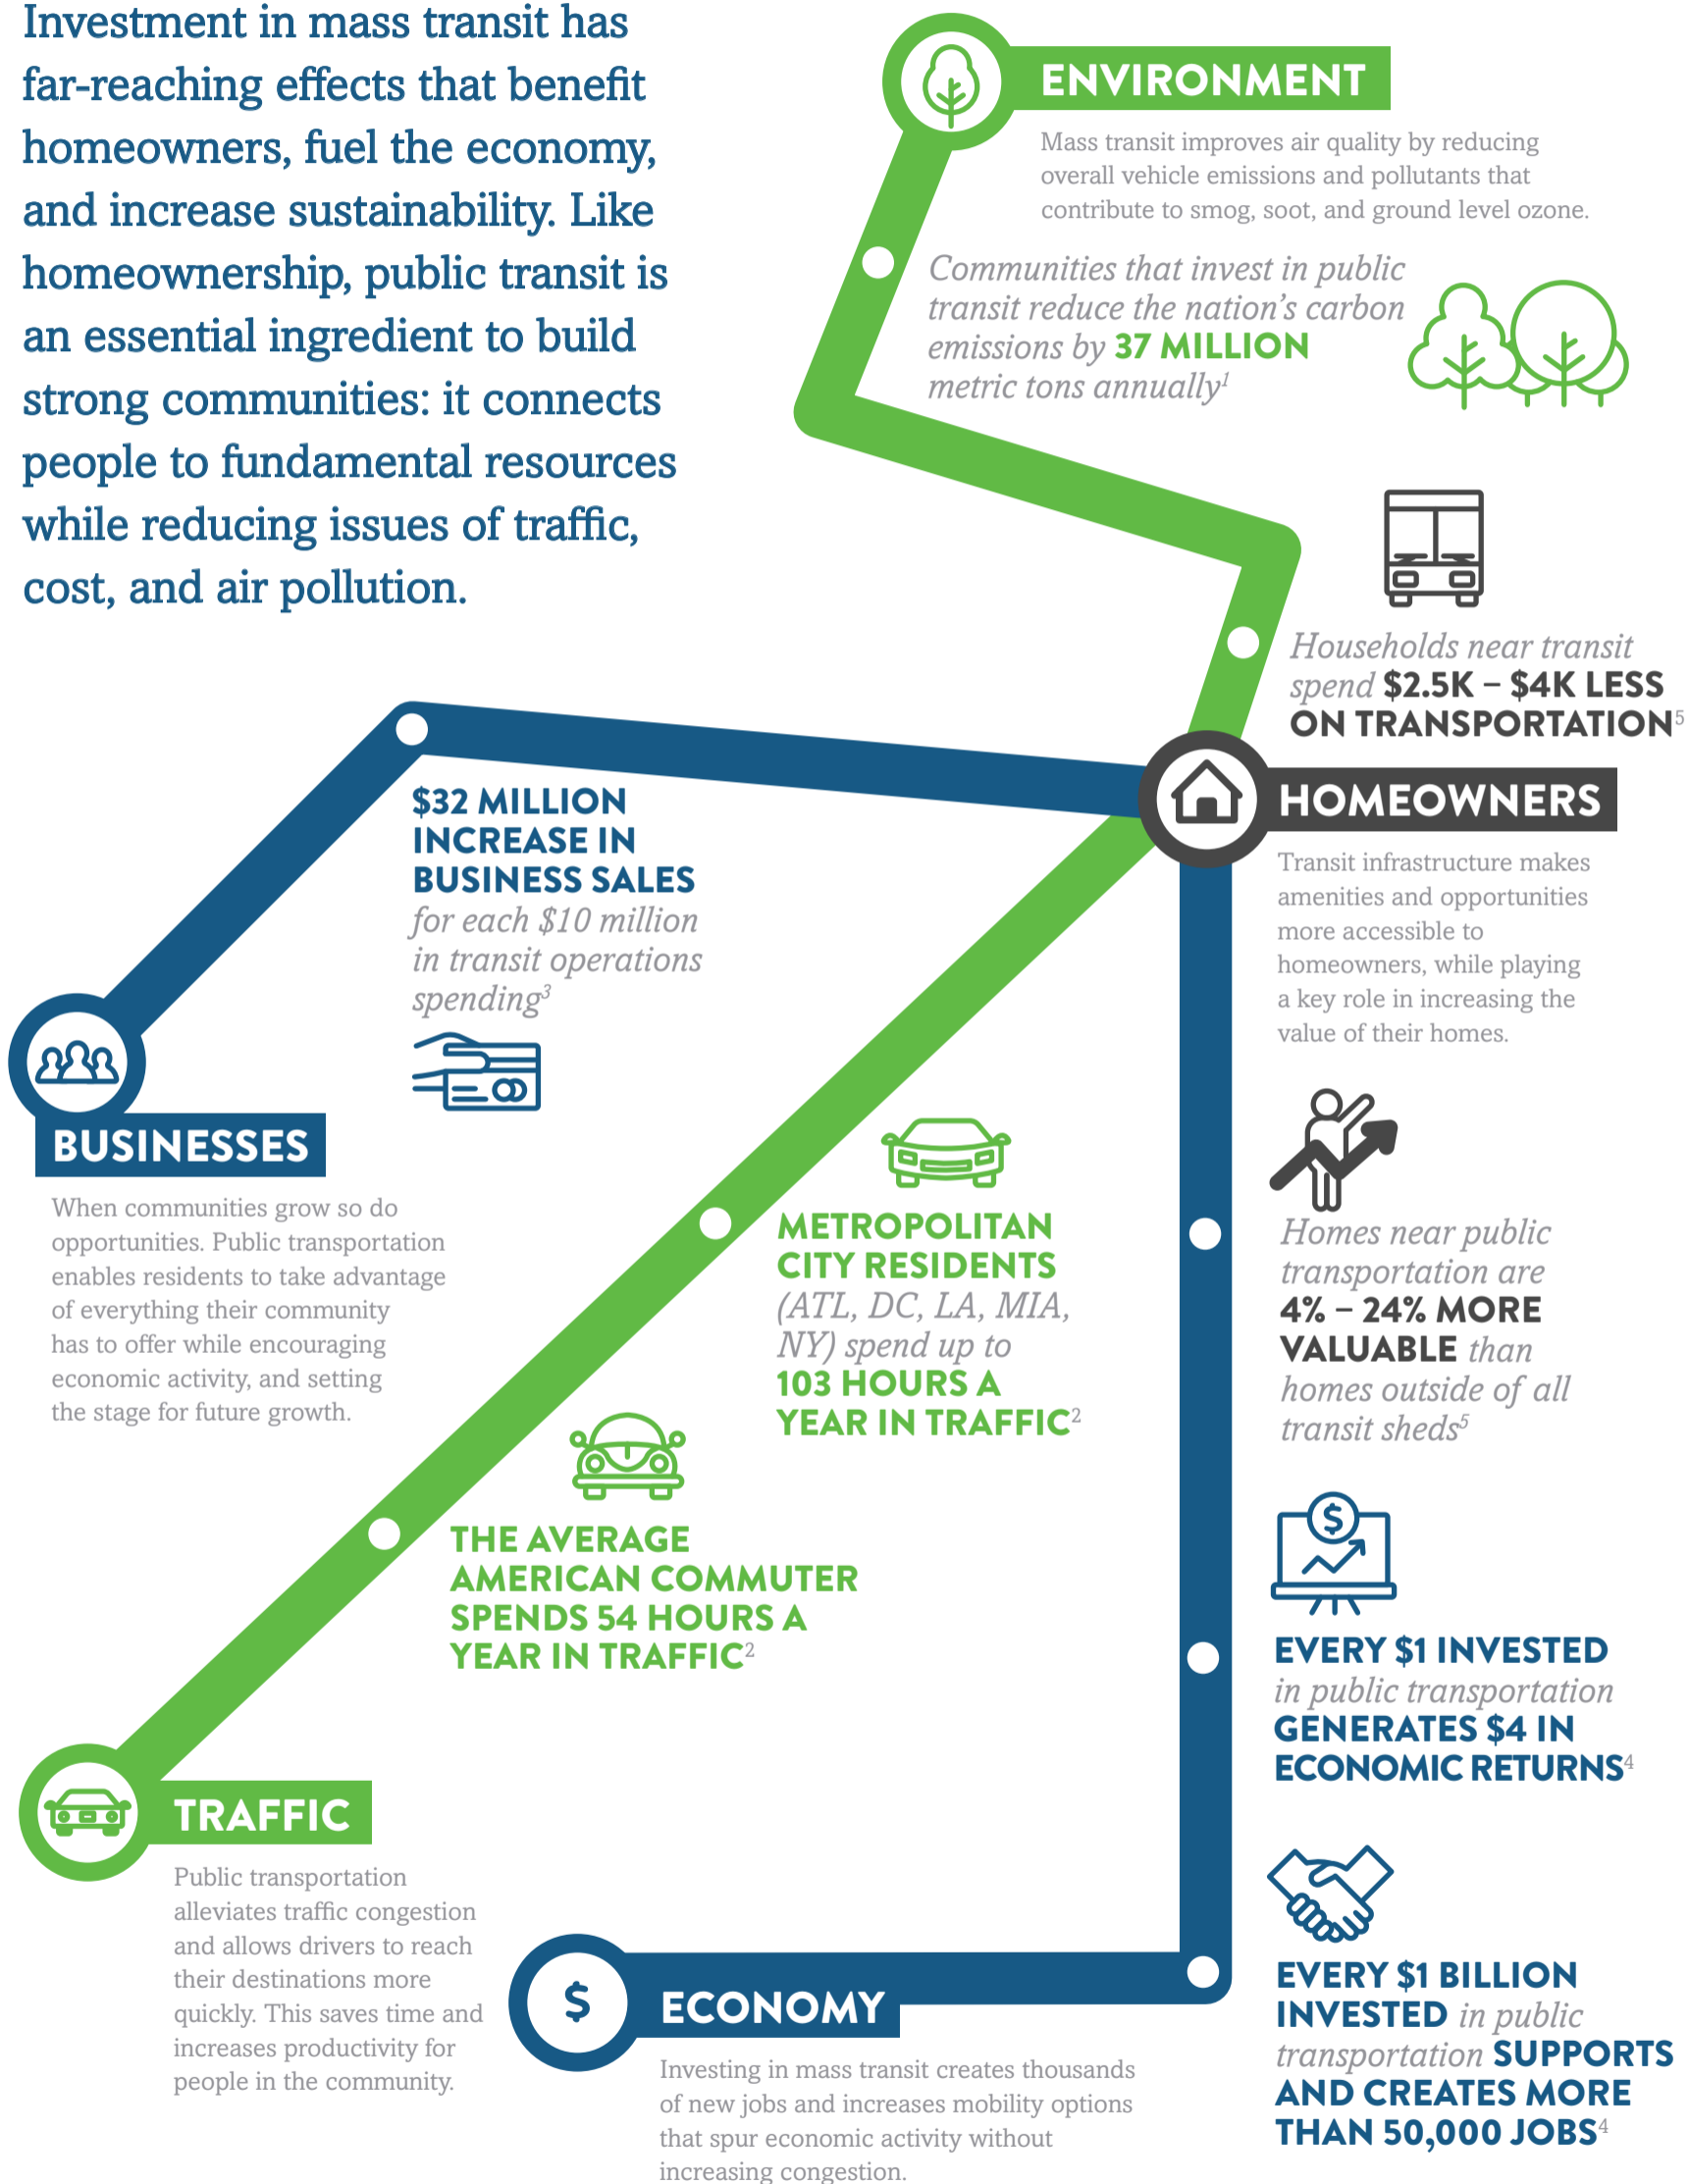 Investment in mass transit has
far-reaching effects that benefit
homeowners, fuel the economy,
and increase sustainability. Like
homeownership, public transit is
an essential ingredient to build
strong communities: it connects
people to fundamental resources
while reducing issues of traffic,
cost, and air pollution.
ENVIRONMENT
Mass transit improves air quality by reducing
overall vehicle emissions and pollutants that
contribute to smog, soot, and ground level ozone.
Communities that invest in public
transit reduce the nation's carbon
emissions by 37 MILLION
metric tons annually1
Households near transit
spend $2.5K – $4K LESS
ON TRANSPORTATION5
HOMEOWNERS
Transit infrastructure makes
amenities and opportunities
more accessible to
homeowners, while playing
a key role in increasing the
value of their homes.
$32 MILLION
INCREASE IN
BUSINESS SALES
for each $10 million
in transit operations
spending3
BUSINESSES
When communities grow so do
opportunities. Public transportation
enables residents to take advantage
of everything their community
has to offer while encouraging
economic activity, and setting
the stage for future growth.
METROPOLITAN
CITY RESIDENTS
(ATL, DC, LA, MIA,
NY) spend up to
103 HOURS A
YEAR IN TRAFFIC2
Homes near public
transportation are
4% – 24% MORE
VALUABLE than
homes outside of all
transit sheds5
THE AVERAGE
AMERICAN COMMUTER
SPENDS 54 HOURS A
YEAR IN TRAFFIC2
$
EVERY $1 INVESTED
in public transportation
GENERATES $4 IN
ECONOMIC RETURNS4
TRAFFIC
Public transportation
alleviates traffic congestion
and allows drivers to reach
their destinations more
quickly. This saves time and
increases productivity for
people in the community.
$
ECONOMY
Investing in mass transit creates thousands
of new jobs and increases mobility options
that spur economic activity without
increasing congestion.
EVERY $1 BILLION
INVESTED in public
transportation SUPPORTS
AND CREATES MORE
THAN 50,000 JOBS4